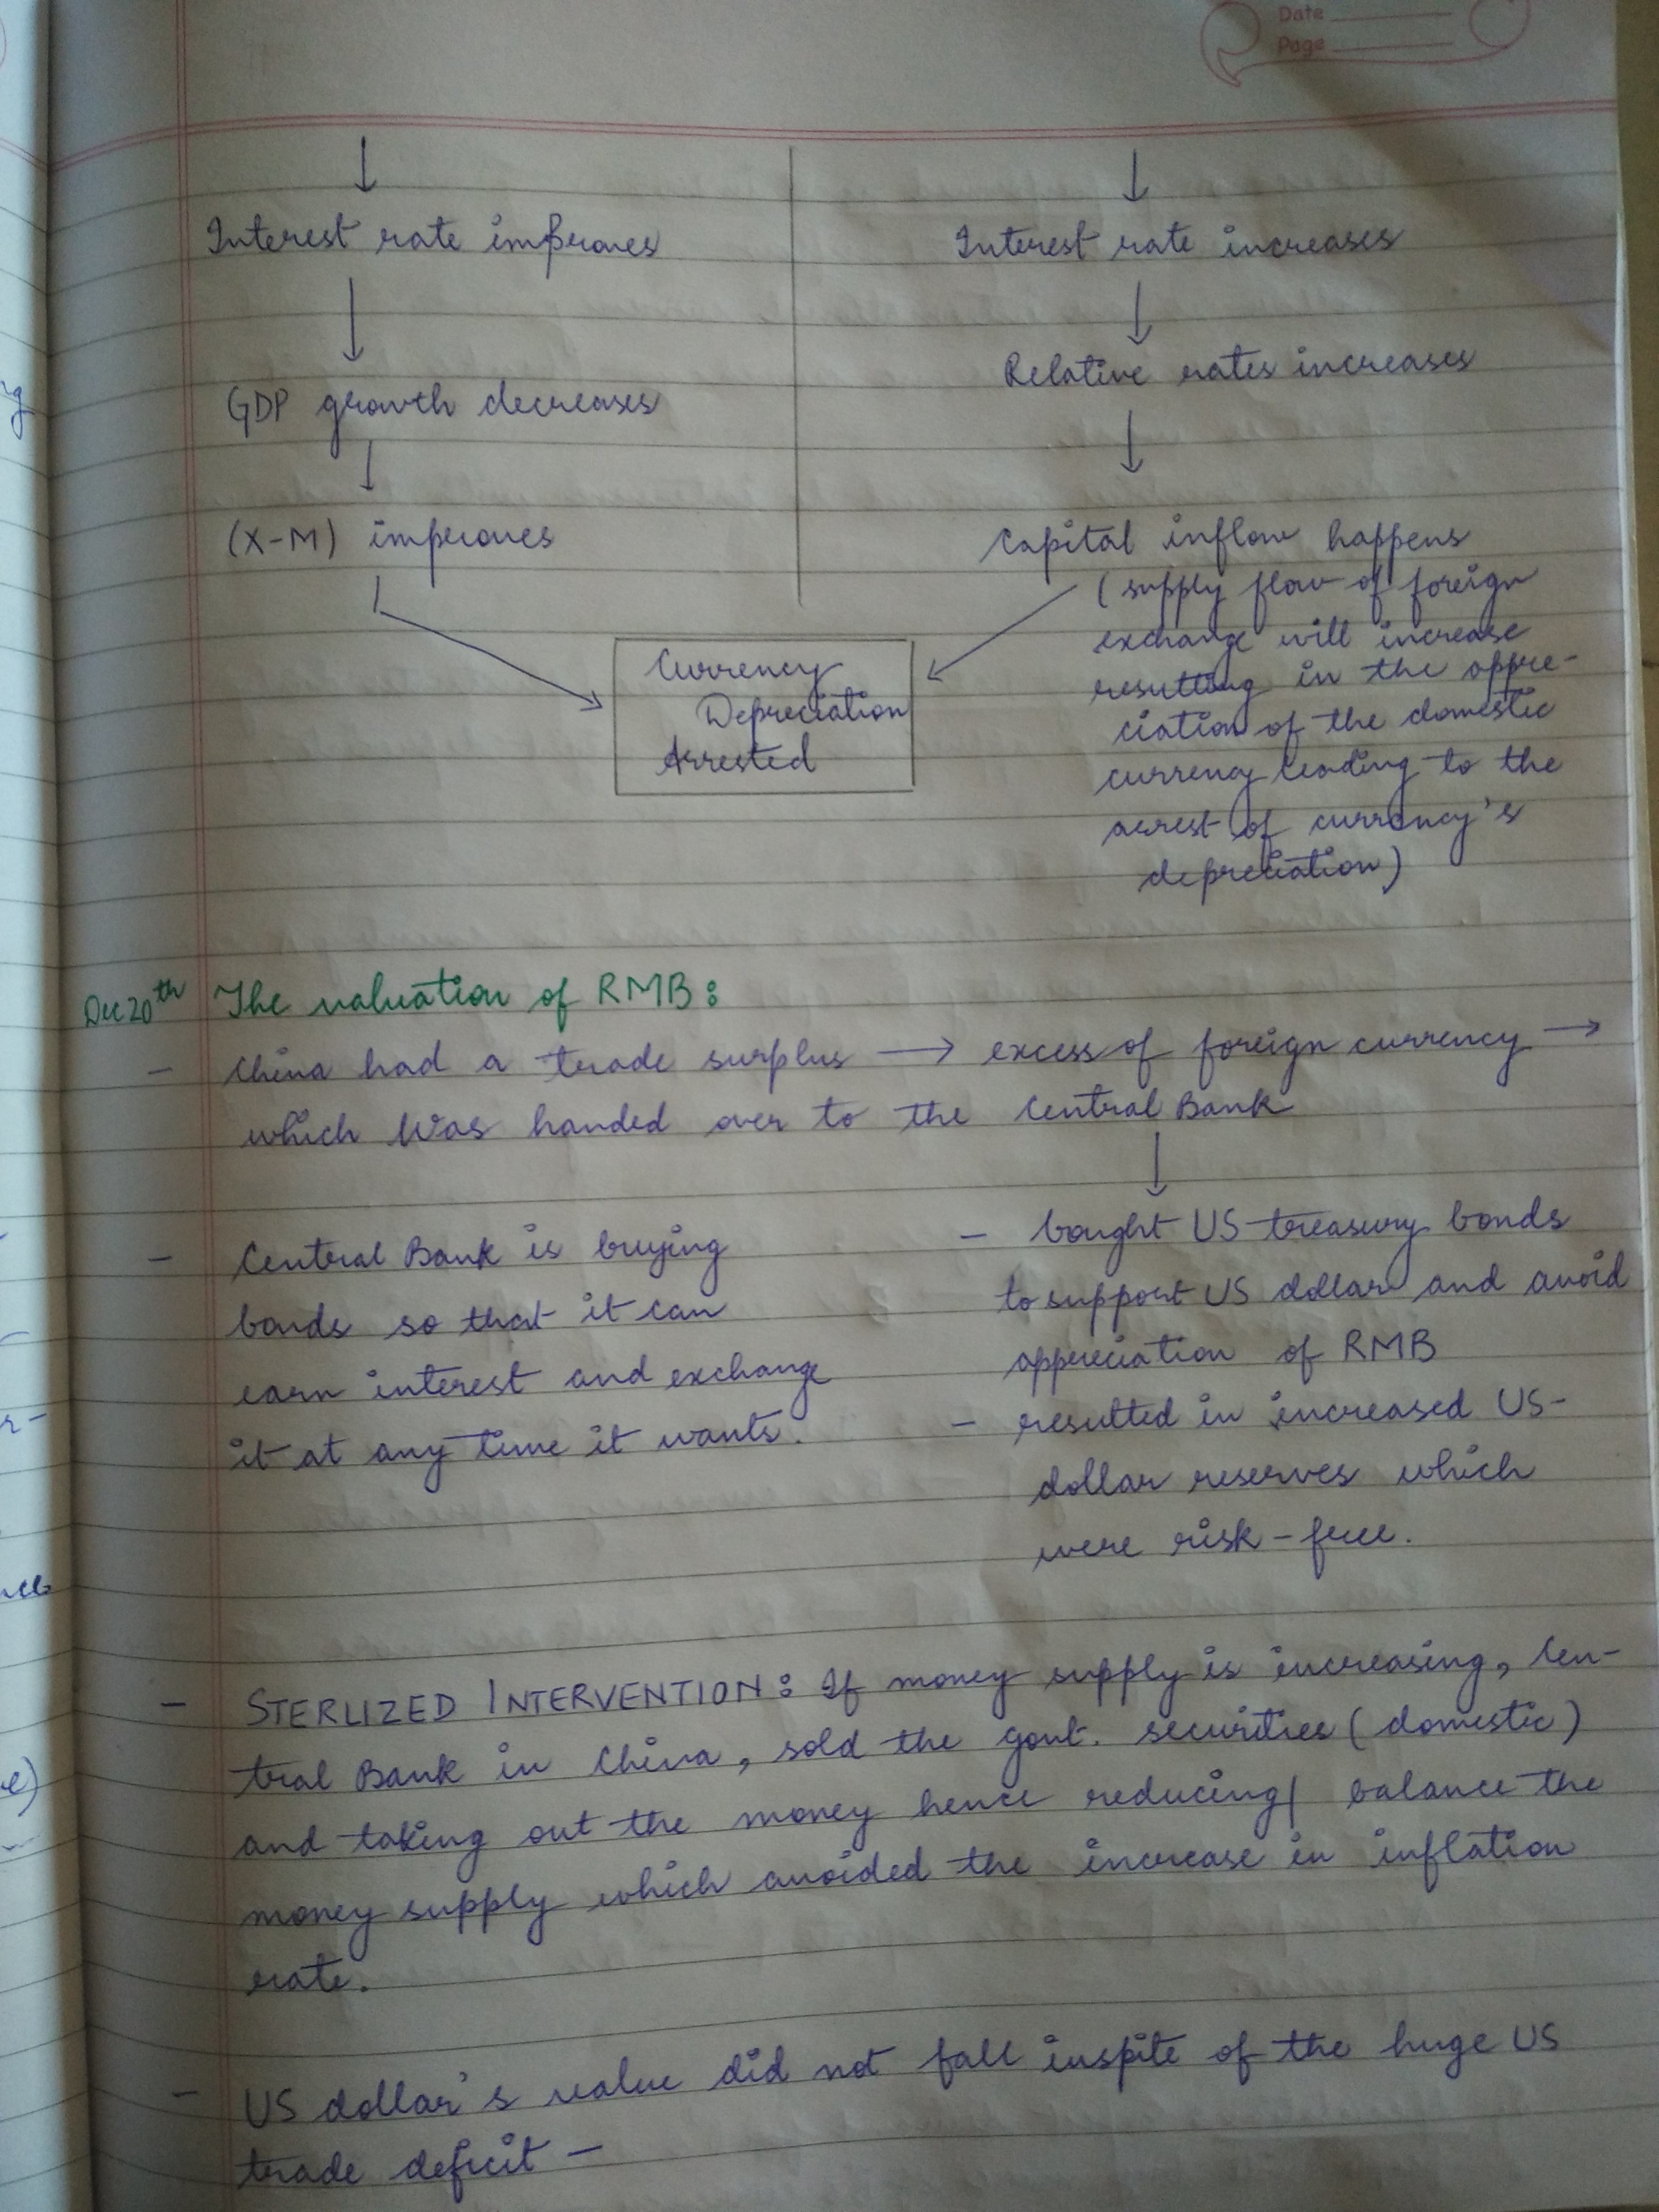 Date
Page
Interest rate improves
GDP growth decreases
(X-M) improves
Interest rate increases
Relative rates increases
Capital inflow happens
(supply flow of foreign
exchange will increase
resulting in the appre-
ciation of the domestic
currency leading to the
arrest of currency's
depreciation)
Currency
Depreciation
Arrested
Dec 20th The valuation of RMB:
- China had a trade surplus → excess of foreign currency →
which was handed over to the Central Bank
- Central Bank is buying
bonds so that it can
earn interest and exchange
it at any time it wants.
- bought US treasury bonds
to support US dollar and avoid
appreciation of RMB
- resulted in increased US-
dollar reserves which
were risk-free.
- STERLIZED INTERVENTION: If money supply is increasing, Cen-
tral Bank in China, sold the govt. securities (domestic)
and taking out the money hence reducing/ balance the
money supply which avoided the increase in inflation
rate.
- US dollar's value did not fall inspite of the huge US
trade deficit -